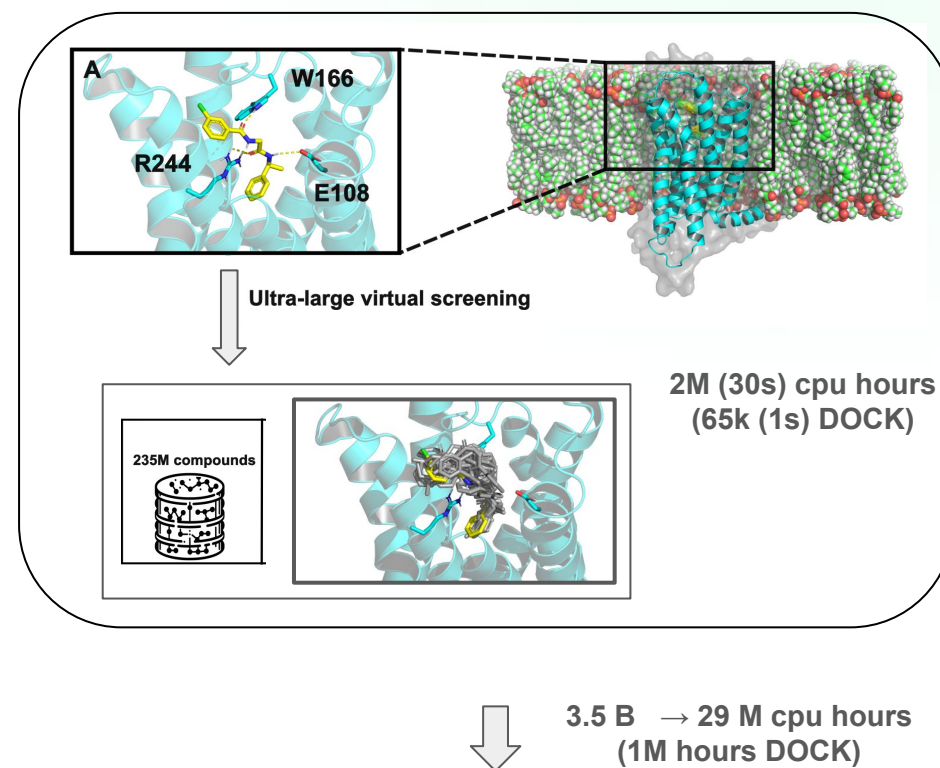 A
W166
R244
E108
Ultra-large virtual screening
2M (30s) cpu hours
(65k (1s) DOCK)
235M compounds
3.5 B → 29 M cpu hours
(1M hours DOCK)